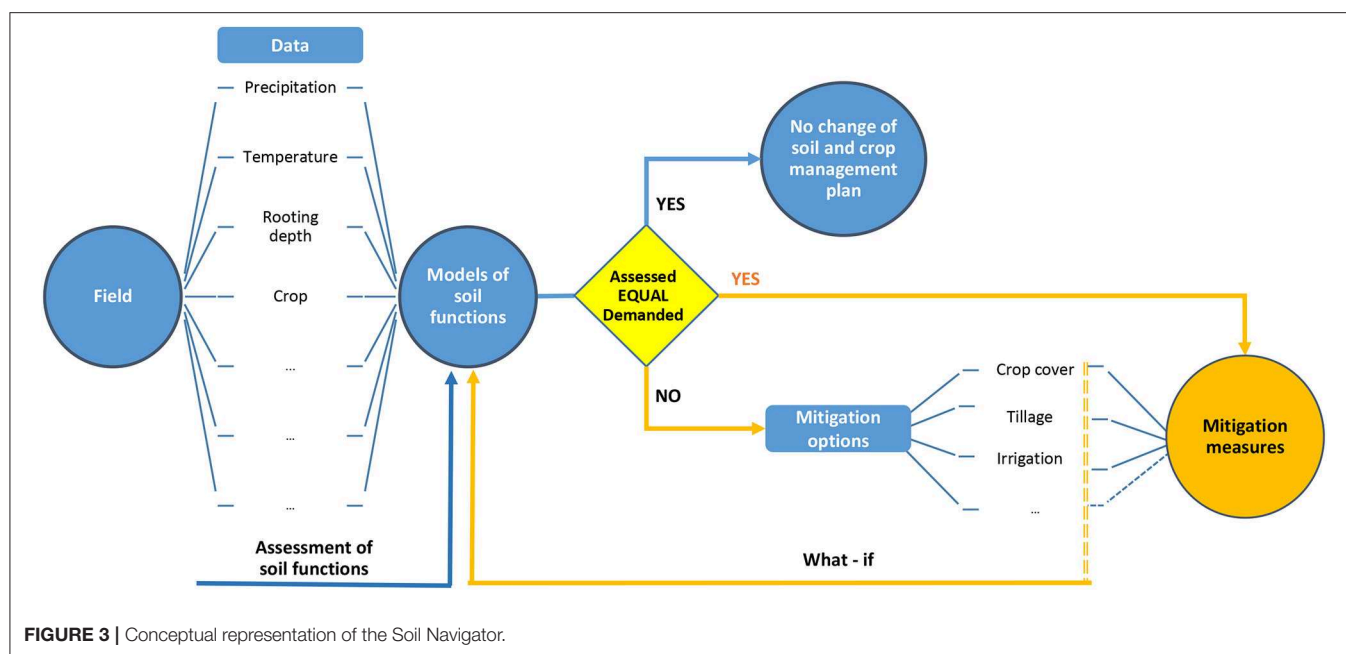 Data
Precipitation
Temperature
Rooting
depth
Crop
...
...
...
Field
Models of
soil
functions
Assessment of
soil functions
Assessed
EQUAL
Demanded
YES
No change of
soil and crop
management
plan
YES
NO
Mitigation
options
Crop cover
Tillage
Irrigation
...
Mitigation
measures
What - if
FIGURE 3 | Conceptual representation of the Soil Navigator.